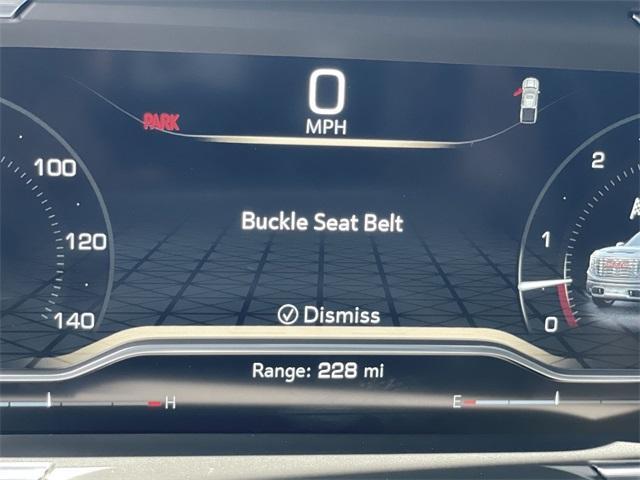 0
MPH
PARK
100
120
140
Buckle Seat Belt
Dismiss
2
1
0
Range: 228 mi
H
E